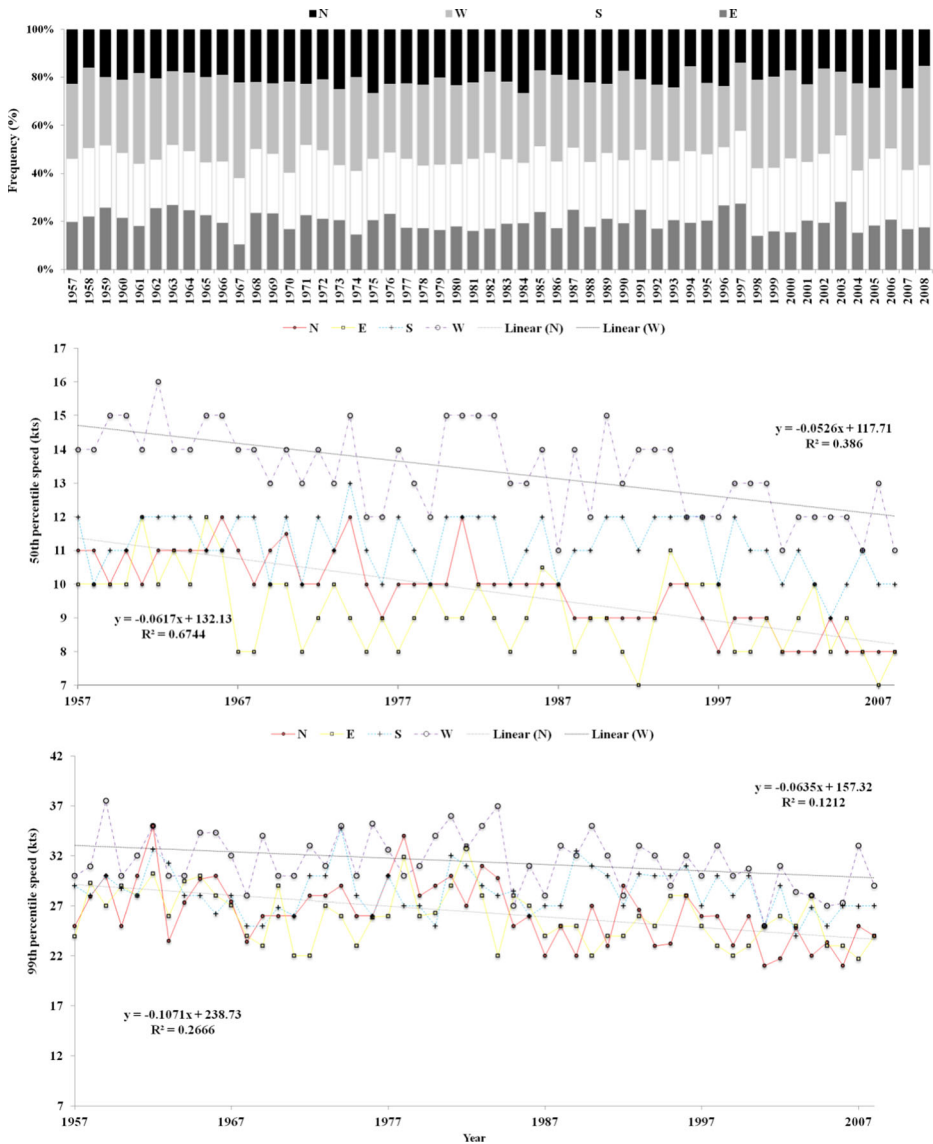 N W S E
Frequency (%)
100%
80%
60%
40%
20%
0%
1957 1958 1959 1960 1961 1962 1963 1964 1965 1966 1967 1968 1969 1970 1971 1972 1973 1974 1975 1976 1977 1978 1979 1980 1981 1982 1983 1984 1985 1986 1987 1988 1989 1990 1991 1992 1993 1994 1995 1996 1997 1998 1999 2000 2001 2002 2003 2004 2005 2006 2007 2008
N E S W Linear (N) Linear (W)
50th percentile speed (kts)
17
16
15
14
13
12
11
10
9
8
7
y = -0.0526x + 117.71
R² = 0.386
y = -0.0617x + 132.13
R² = 0.6744
1957 1967 1977 1987 1997 2007
N E S W Linear (N) Linear (W)
99th percentile speed (kts)
42
37
32
27
22
17
12
7
y = -0.0635x + 157.32
R² = 0.1212
y = -0.1071x + 238.73
R² = 0.2666
1957 1967 1977 1987 1997 2007
Year